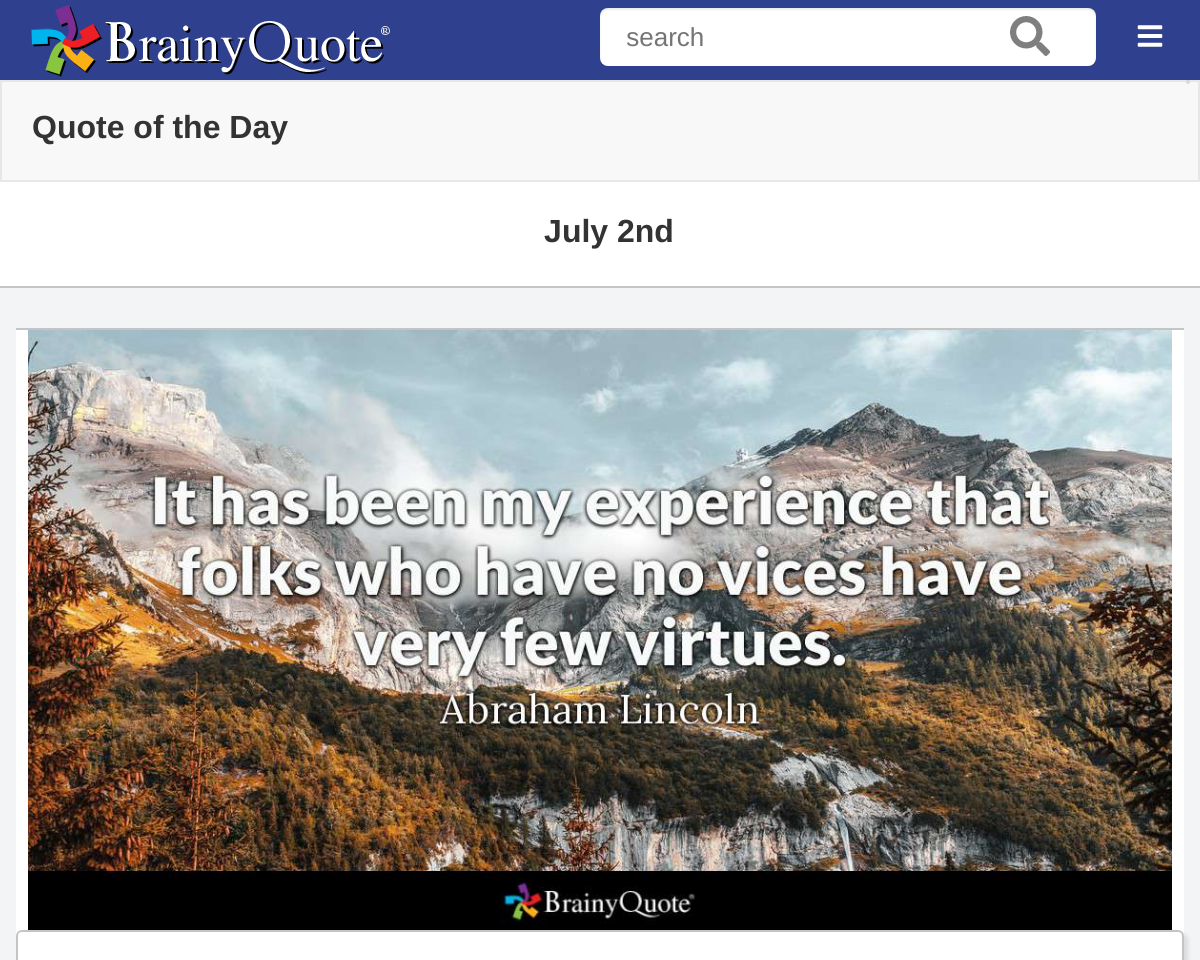 BrainyQuote®
search
Quote of the Day
July 2nd
It has been my experience that
folks who have no vices have
very few virtues.
Abraham Lincoln
BrainyQuote®